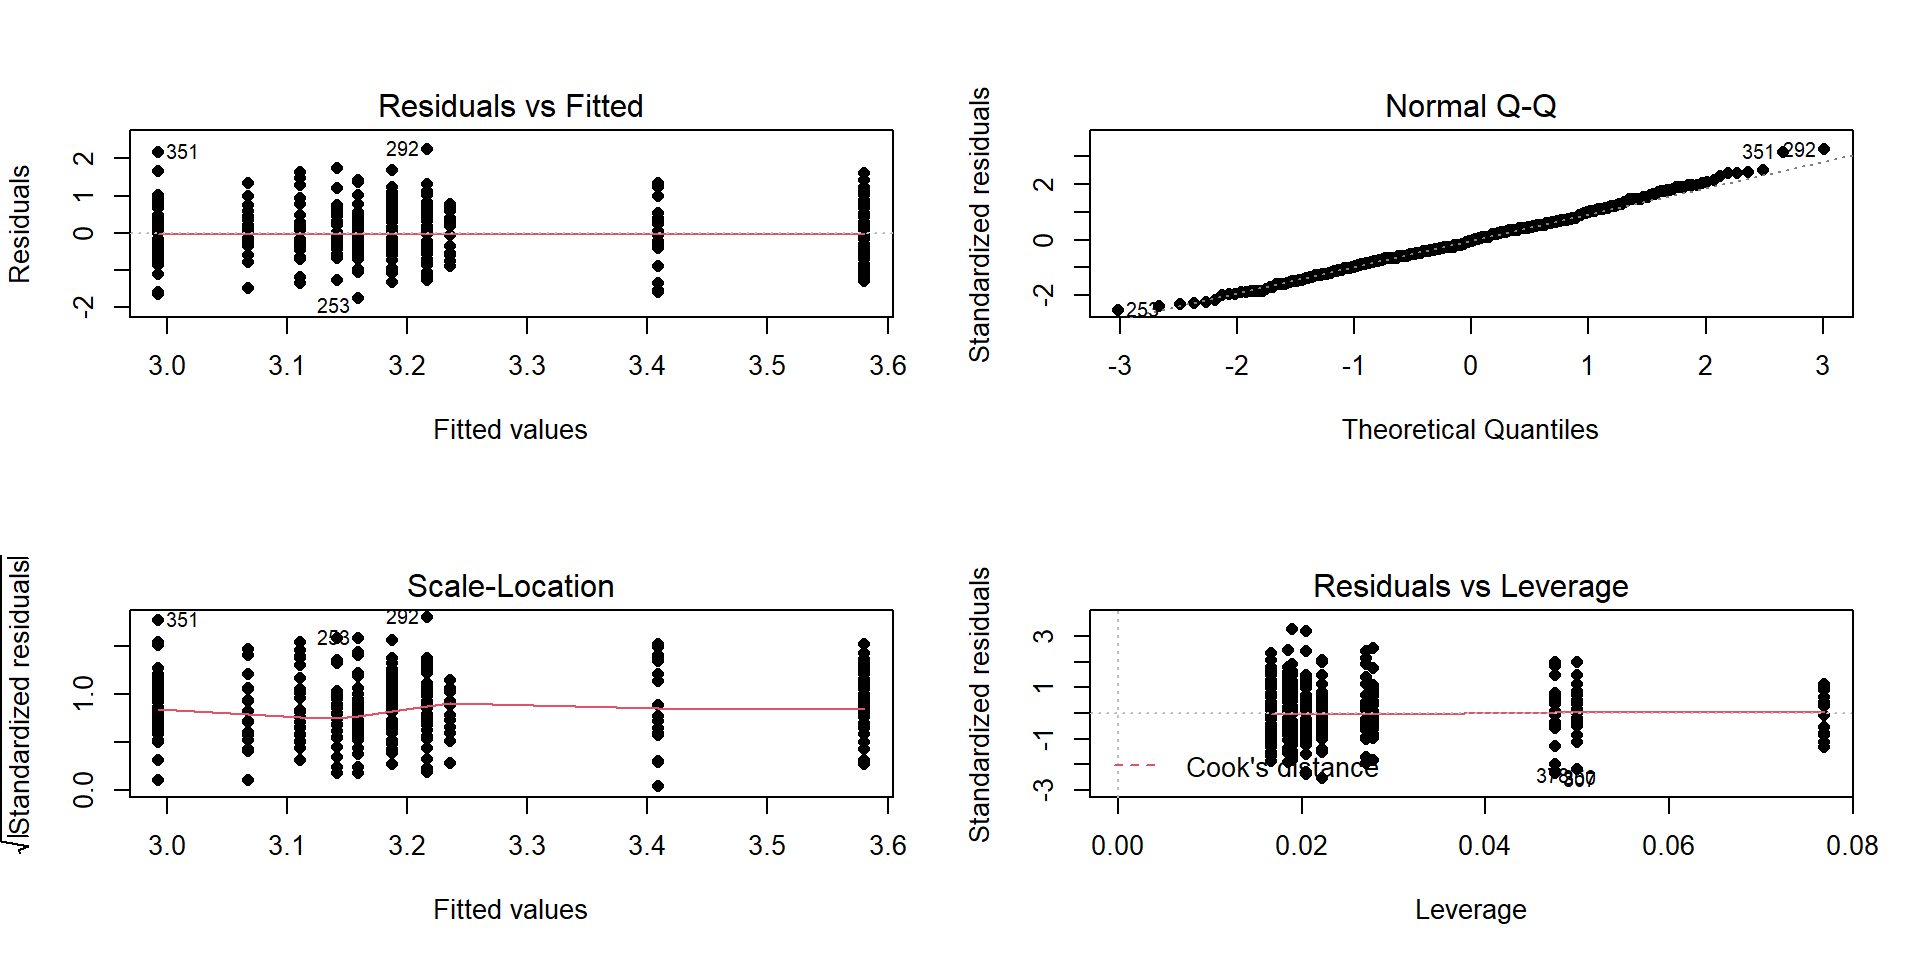 Residuals vs Fitted
Residuals
2
1
0
-2
351
292
253
3.0 3.1 3.2 3.3 3.4 3.5 3.6
Fitted values
Normal Q-Q
Standardized residuals
2
0
-2
351
292
253
-3 -2 -1 0 1 2 3
Theoretical Quantiles
Scale-Location
√|Standardized residuals|
1.0
0.0
351
292
253
3.0 3.1 3.2 3.3 3.4 3.5 3.6
Fitted values
Residuals vs Leverage
Standardized residuals
3
1
-1
-3
Cook's distance
0.00 0.02 0.04 0.06 0.08
Leverage